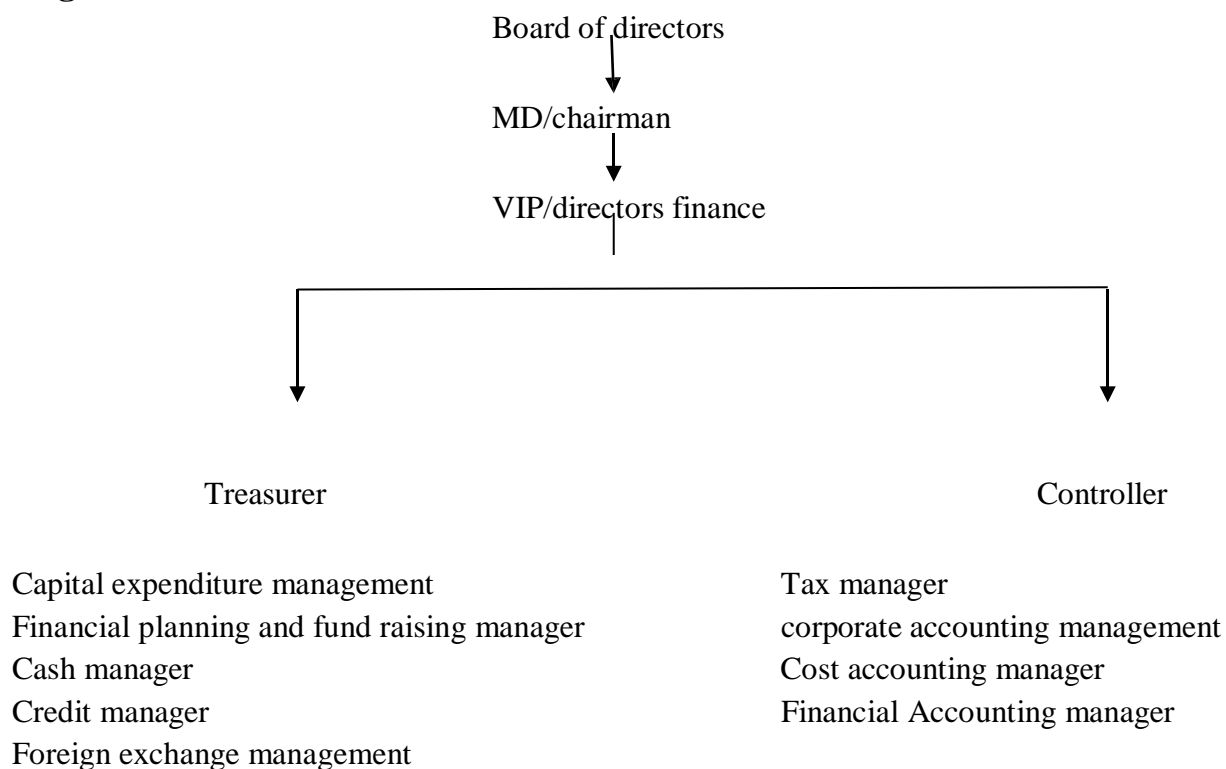 Board of directors
MD/chairman
VIP/directors finance
Treasurer
Controller
Capital expenditure management
Financial planning and fund raising manager
Cash manager
Credit manager
Foreign exchange management
Tax manager
corporate accounting management
Cost accounting manager
Financial Accounting manager